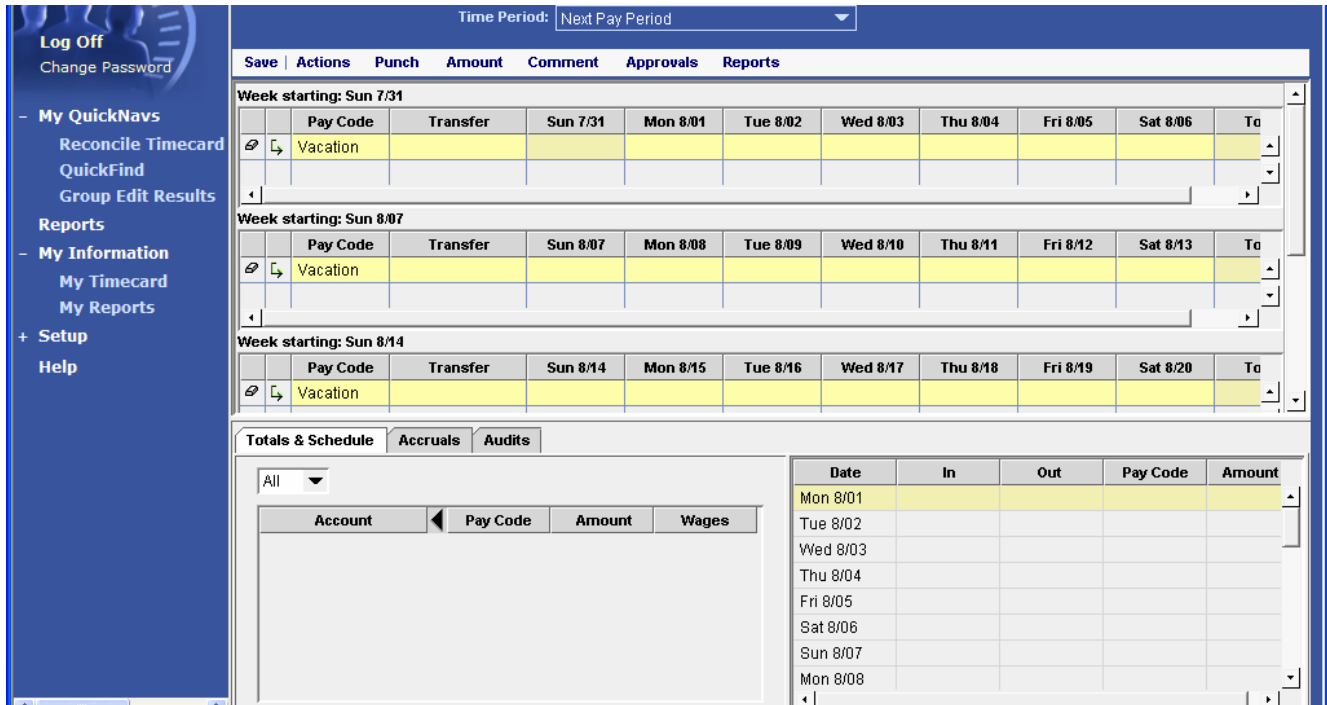 Time Period: Next Pay Period
Log Off
Change Password
Save | Actions Punch Amount Comment Approvals Reports
- My QuickNavs
Reconcile Timecard
QuickFind
Group Edit Results
Reports
- My Information
My Timecard
My Reports
+ Setup
Help
Week starting: Sun 7/31
Pay Code Transfer Sun 7/31 Mon 8/01 Tue 8/02 Wed 8/03 Thu 8/04 Fri 8/05 Sat 8/06 To
Vacation
Week starting: Sun 8/07
Pay Code Transfer Sun 8/07 Mon 8/08 Tue 8/09 Wed 8/10 Thu 8/11 Fri 8/12 Sat 8/13 To
Vacation
Week starting: Sun 8/14
Pay Code Transfer Sun 8/14 Mon 8/15 Tue 8/16 Wed 8/17 Thu 8/18 Fri 8/19 Sat 8/20 To
Vacation
Totals & Schedule Accruals Audits
All
Account Pay Code Amount Wages
Date In Out Pay Code Amount
Mon 8/01
Tue 8/02
Wed 8/03
Thu 8/04
Fri 8/05
Sat 8/06
Sun 8/07
Mon 8/08